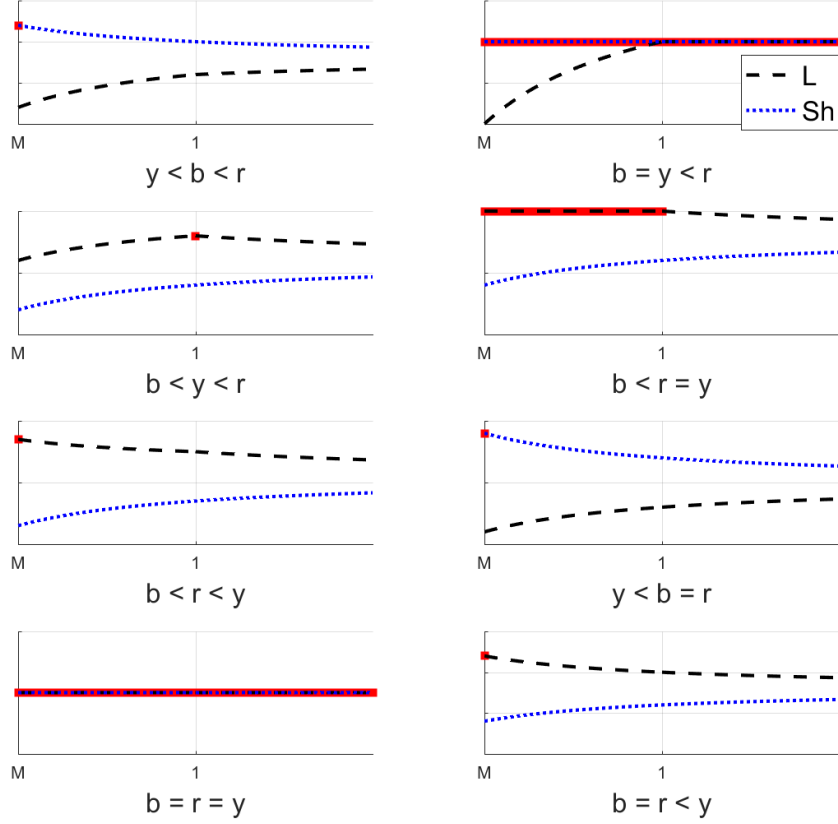 M 1
y < b < r
M 1
b = y < r
L
Sh
M 1
b < y < r
M 1
b < r = y
M 1
b < r < y
M 1
y < b = r
M 1
b = r = y
M 1
b = r < y